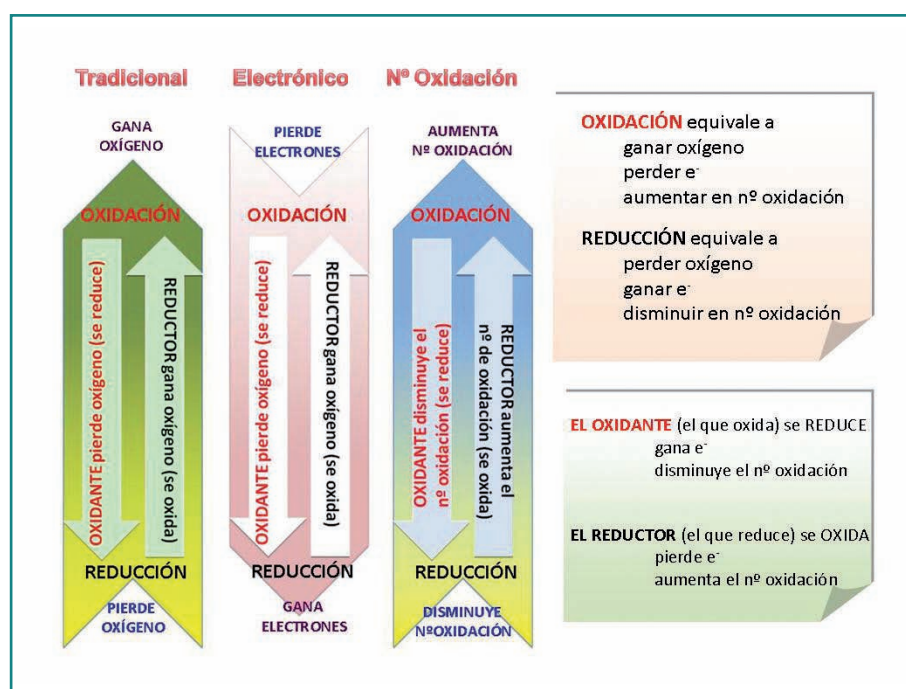 Tradicional
Electrónico
Nº Oxidación
GANA
OXÍGENO
OXIDACIÓN
OXIDANTE pierde oxígeno (se reduce)
REDUCTOR gana oxígeno (se oxida)
REDUCCIÓN
PIERDE
OXÍGENO
PIERDE
ELECTRONES
OXIDACIÓN
OXIDANTE pierde oxígeno (se reduce)
REDUCTOR gana oxígeno (se oxida)
REDUCCIÓN
GANA
ELECTRONES
AUMENTA
Nº OXIDACIÓN
OXIDACIÓN
OXIDANTE disminuye el
nº oxidación (se reduce)
REDUCTOR aumenta el
nº de oxidación (se oxida)
REDUCCIÓN
DISMINUYE
NºOXIDACIÓN
OXIDACIÓN equivale a
ganar oxígeno
perder e-
aumentar en nº oxidación
REDUCCIÓN equivale a
perder oxígeno
ganar e-
disminuir en nº oxidación
EL OXIDANTE (el que oxida) se REDUCE
gana e-
disminuye el nº oxidación
EL REDUCTOR (el que reduce) se OXIDA
pierde e-
aumenta el nº oxidación